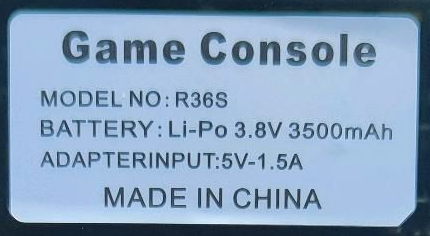 Game Console
MODEL NO: R36S
BATTERY: Li-Po 3.8V 3500mAh
ADAPTERINPUT:5V-1.5A
MADE IN CHINA